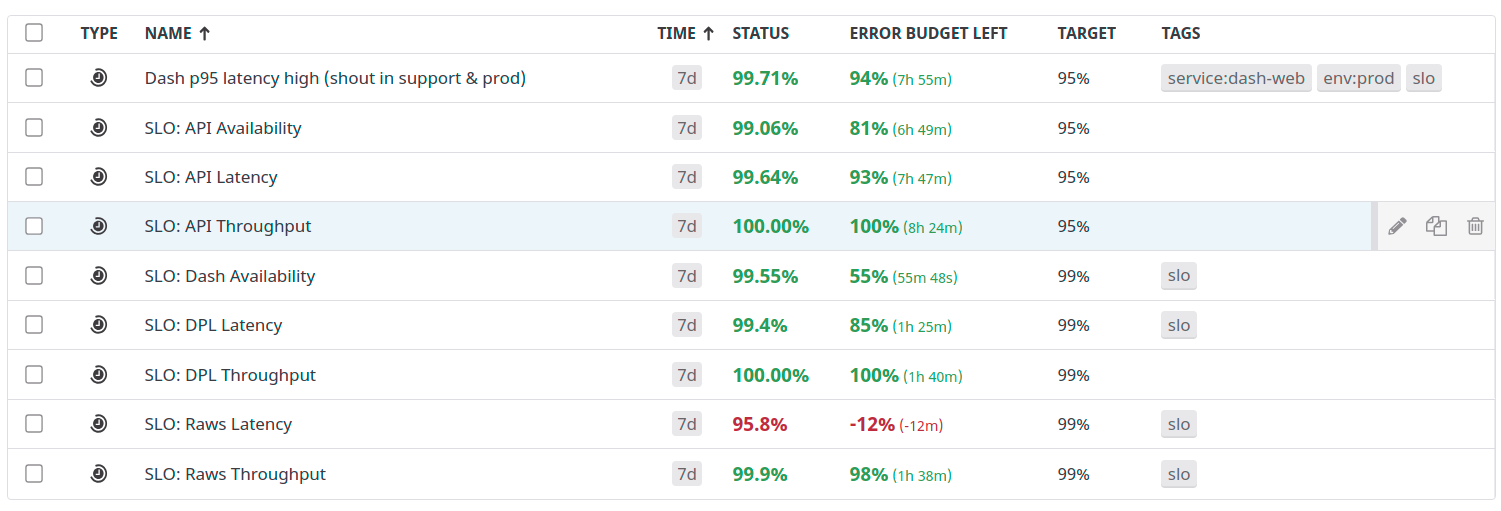 TYPE NAME ↑ TIME ↑ STATUS ERROR BUDGET LEFT TARGET TAGS
Dash p95 latency high (shout in support & prod) 7d 99.71% 94% (7h 55m) 95% service:dash-web env:prod slo
SLO: API Availability 7d 99.06% 81% (6h 49m) 95%
SLO: API Latency 7d 99.64% 93% (7h 47m) 95%
SLO: API Throughput 7d 100.00% 100% (8h 24m) 95%
SLO: Dash Availability 7d 99.55% 55% (55m 48s) 99% slo
SLO: DPL Latency 7d 99.4% 85% (1h 25m) 99% slo
SLO: DPL Throughput 7d 100.00% 100% (1h 40m) 99%
SLO: Raws Latency 7d 95.8% -12% (-12m) 99% slo
SLO: Raws Throughput 7d 99.9% 98% (1h 38m) 99% slo